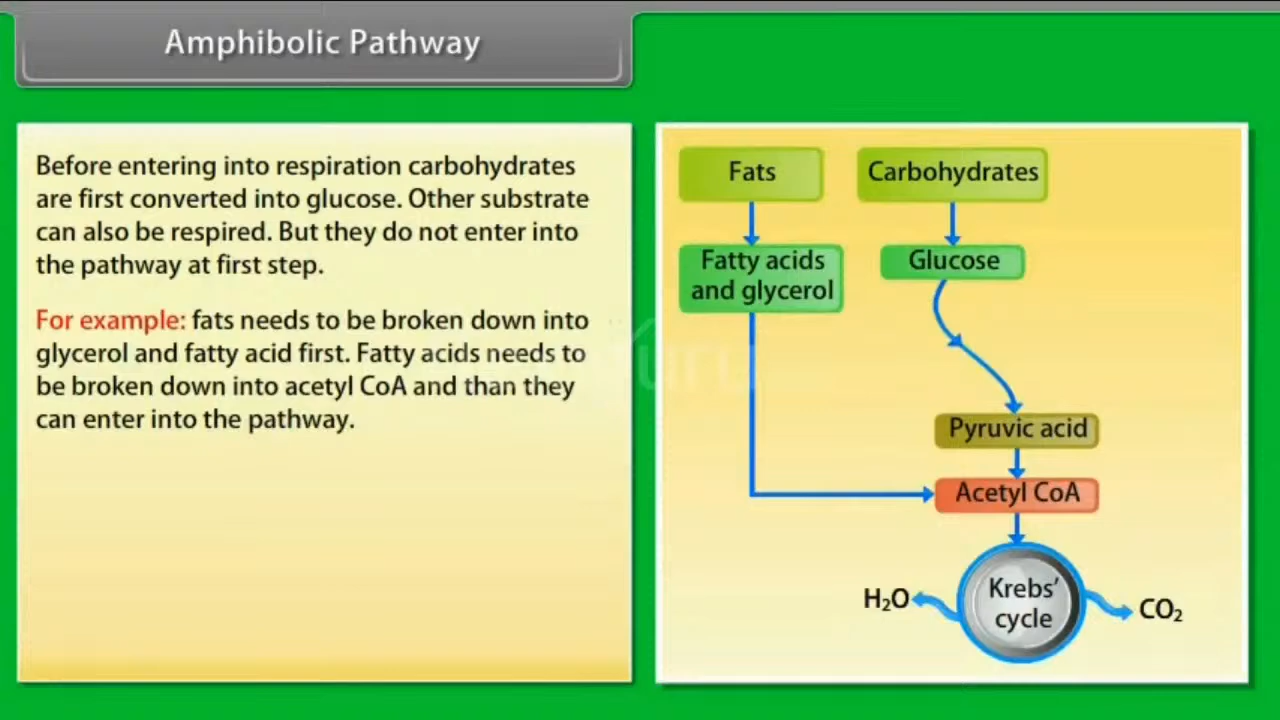 Amphibolic Pathway
Before entering into respiration carbohydrates
are first converted into glucose. Other substrate
can also be respired. But they do not enter into
the pathway at first step.
For example: fats needs to be broken down into
glycerol and fatty acid first. Fatty acids needs to
be broken down into acetyl CoA and than they
can enter into the pathway.
Fats
Carbohydrates
Fatty acids
and glycerol
Glucose
Pyruvic acid
Acetyl CoA
Krebs'
cycle
H₂O
CO₂